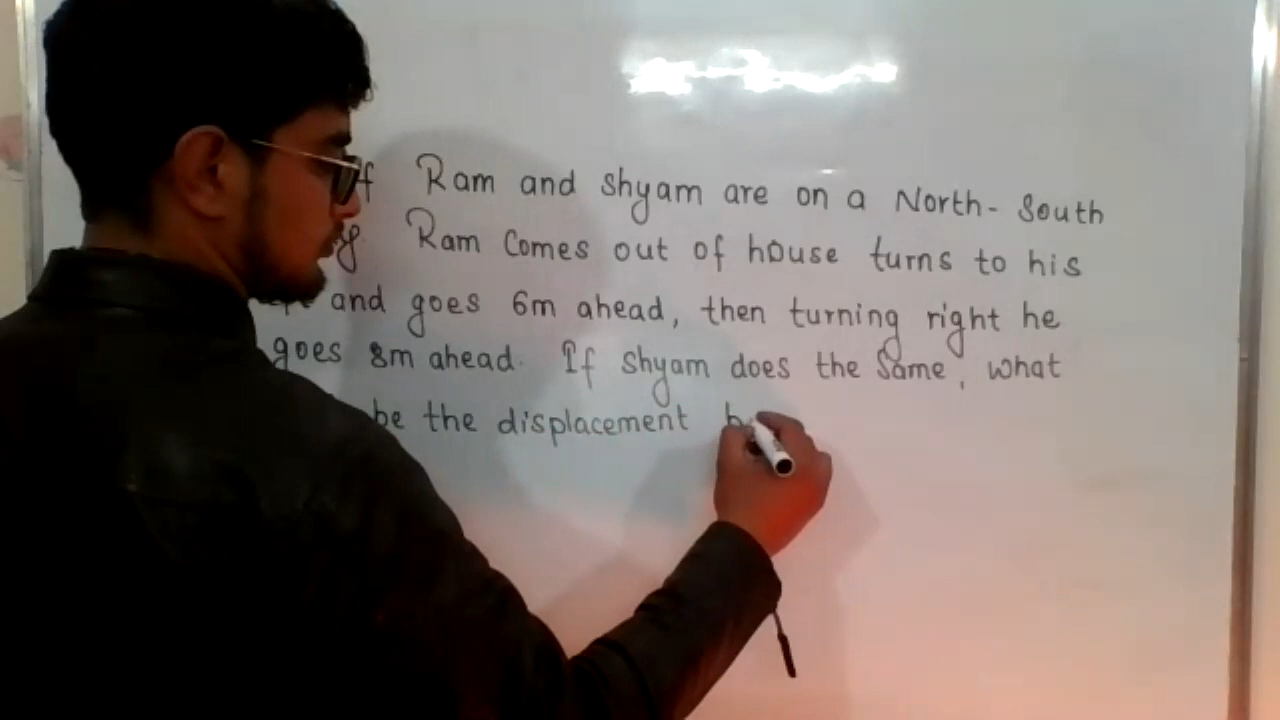 If Ram and Shyam are on a North-South
Ram Comes out of house turns to his
and goes 6m ahead, then turning right he
goes 8m ahead. If Shyam does the Same, what
be the displacement